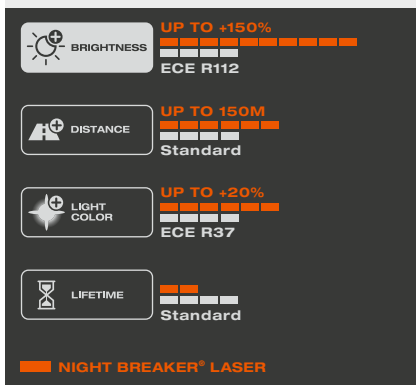 UP TO +150%
BRIGHTNESS
ECE R112
UP TO 150M
DISTANCE
Standard
UP TO +20%
LIGHT
COLOR
ECE R37
LIFETIME
Standard
NIGHT BREAKER® LASER